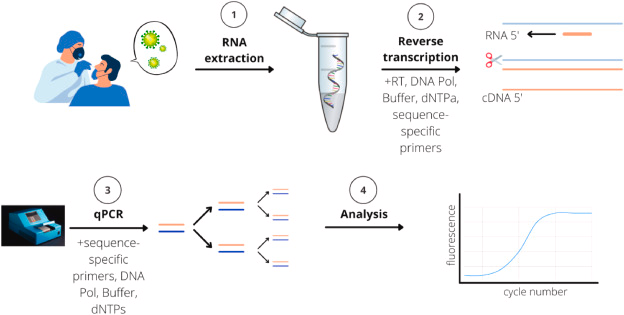 1
RNA
extraction
2
Reverse
transcription
+RT, DNA Pol,
Buffer, dNTPa,
sequence-
specific
primers
RNA 5'
cDNA 5'
3
qPCR
+sequence-
specific
primers, DNA
Pol, Buffer,
dNTPs
4
Analysis
fluorescence
cycle number